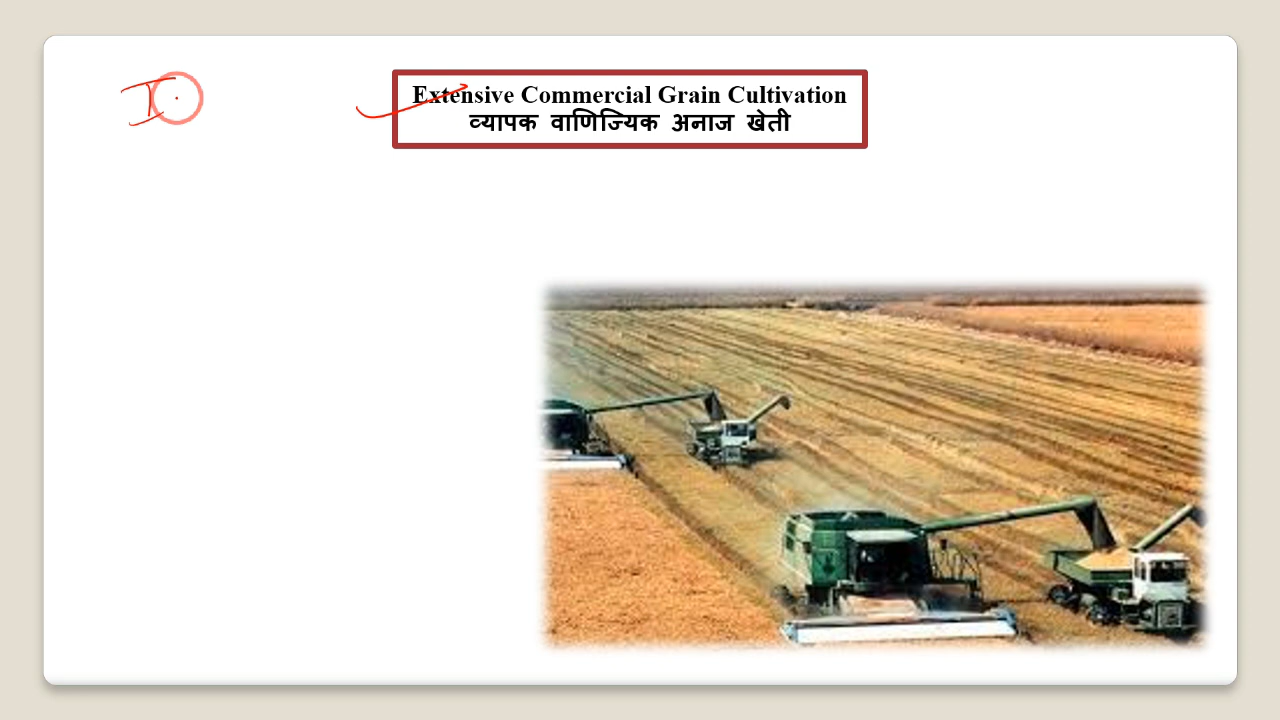 I
Extensive Commercial Grain Cultivation
व्यापक वाणिज्यिक अनाज खेती